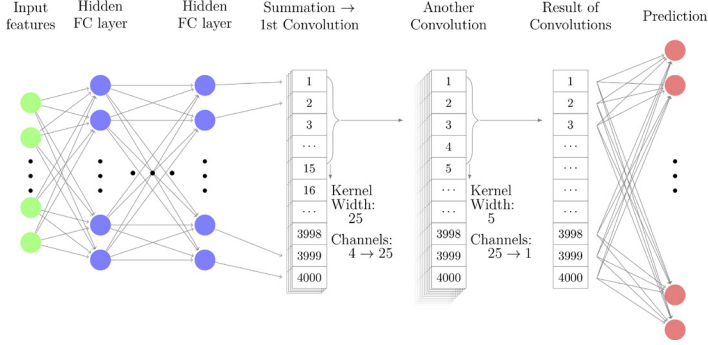 Input
features
Hidden
FC layer
Hidden
FC layer
Summation →
1st Convolution
Another
Convolution
Result of
Convolutions
Prediction
1
2
3
···
15
16
···
3998
3999
4000
Kernel
Width:
25
Channels:
4 → 25
1
2
3
4
5
···
···
3998
3999
4000
Kernel
Width:
5
Channels:
25 → 1
1
2
3
···
···
···
···
3998
3999
4000